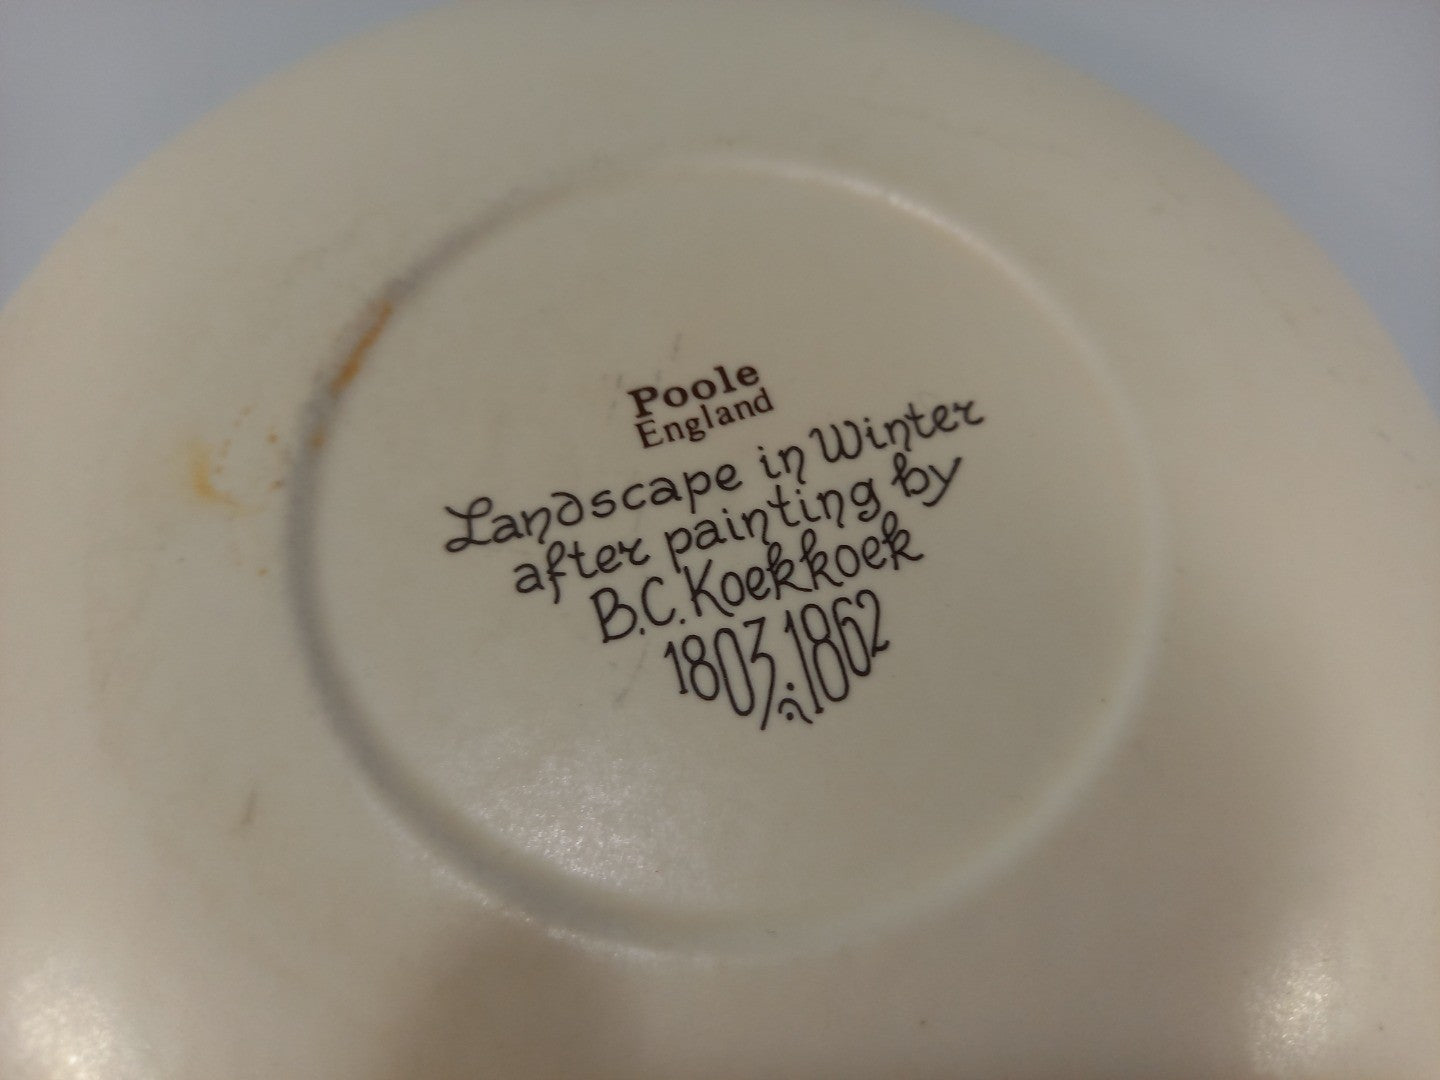 Poole
England
Landscape in Winter
after painting by
B.C. Koekkoek
1803.1862